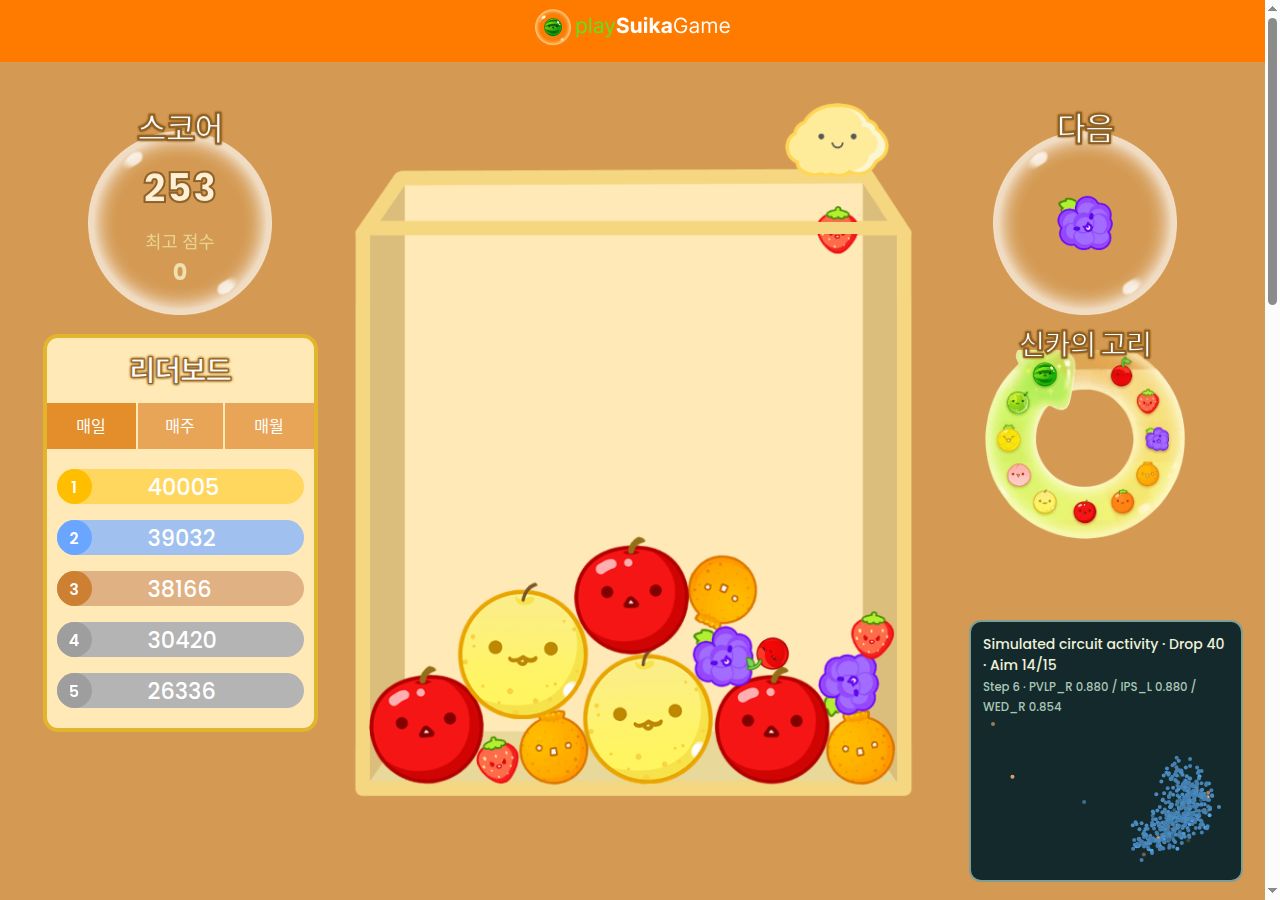 playSuikaGame
스코어
253
최고 점수
0
리더보드
매일 매주 매월
1 40005
2 39032
3 38166
4 30420
5 26336
다음
신카의 고리
Simulated circuit activity · Drop 40
· Aim 14/15
Step 6 · PVLP_R 0.880 / IPS_L 0.880 /
WED_R 0.854